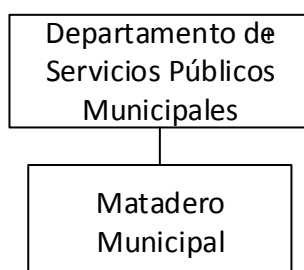 Departamento de
Servicios Públicos
Municipales
Matadero
Municipal